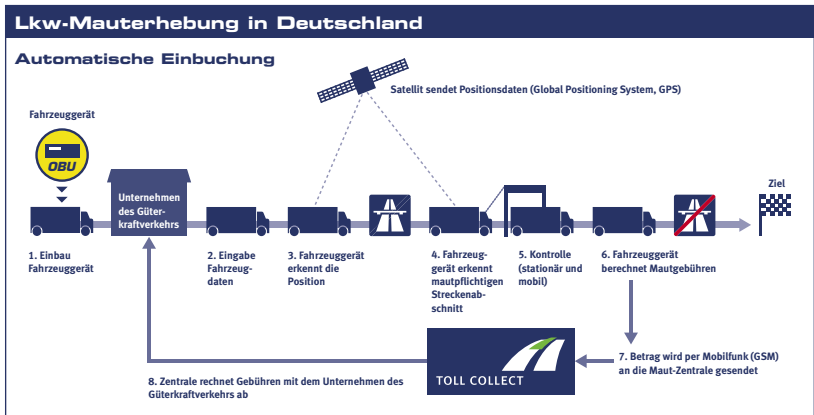 Lkw-Mauterhebung in Deutschland
Automatische Einbuchung
Satellit sendet Positionsdaten (Global Positioning System, GPS)
Fahrzeuggerät
OBU
Unternehmen
des Güter-
kraftverkehrs
Ziel
1. Einbau
Fahrzeuggerät
2. Eingabe
Fahrzeug-
daten
3. Fahrzeuggerät
erkennt die
Position
4. Fahrzeug-
gerät erkennt
mautpflichtigen
Streckenab-
schnitt
5. Kontrolle
(stationär und
mobil)
6. Fahrzeuggerät
berechnet Mautgebühren
7. Betrag wird per Mobilfunk (GSM)
an die Maut-Zentrale gesendet
TOLL COLLECT
8. Zentrale rechnet Gebühren mit dem Unternehmen des
Güterkraftverkehrs ab